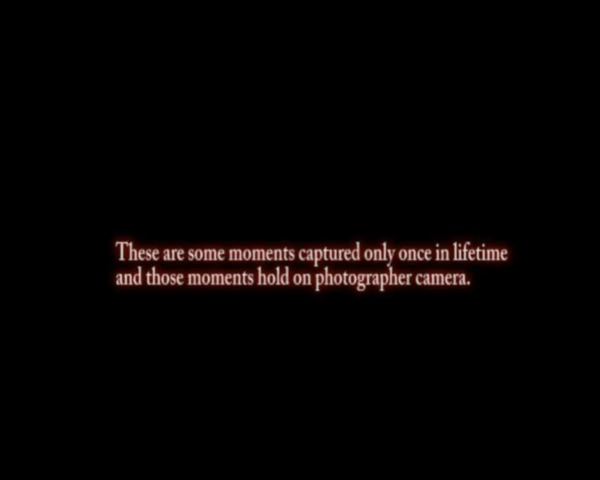 These are some moments captured only once in lifetime
and those moments hold on photographer camera.